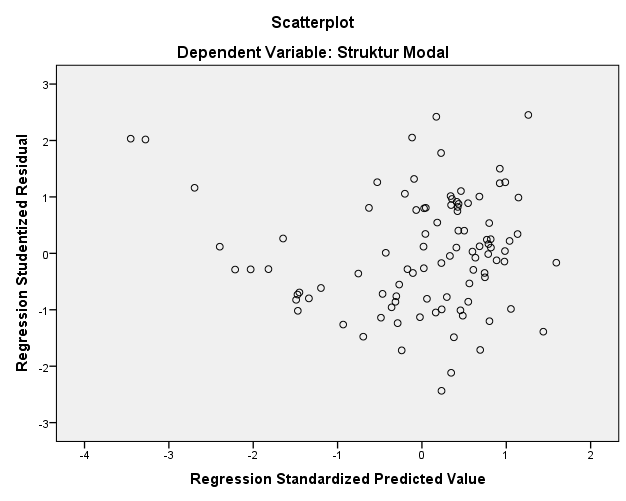 Scatterplot
Dependent Variable: Struktur Modal
Regression Studentized Residual
3
2
1
0
-1
-2
-3
-4 -3 -2 -1 0 1 2
Regression Standardized Predicted Value